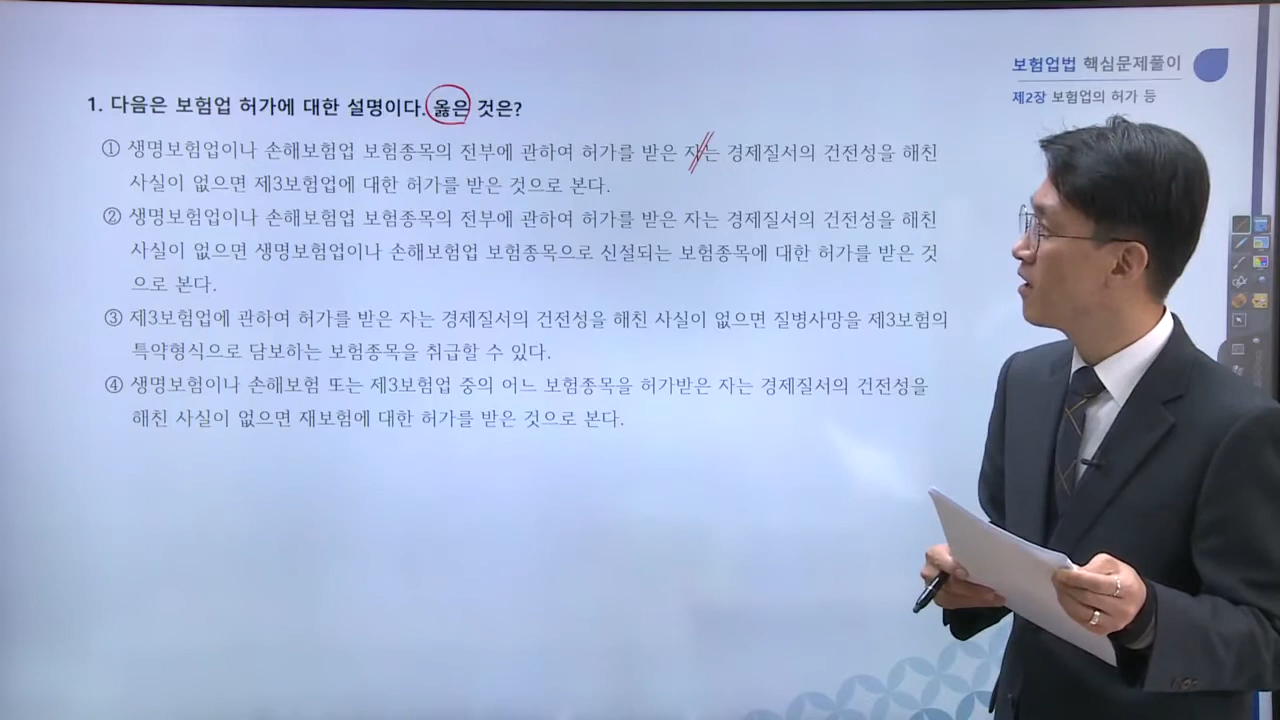 보험업법 핵심문제풀이
제2장 보험업의 허가 등
1. 다음은 보험업 허가에 대한 설명이다. 옳은 것은?
① 생명보험업이나 손해보험업 보험종목의 전부에 관하여 허가를 받은 자는 경제질서의 건전성을 해친
사실이 없으면 제3보험업에 대한 허가를 받은 것으로 본다.
② 생명보험업이나 손해보험업 보험종목의 전부에 관하여 허가를 받은 자는 경제질서의 건전성을 해친
사실이 없으면 생명보험업이나 손해보험업 보험종목으로 신설되는 보험종목에 대한 허가를 받은 것
으로 본다.
③ 제3보험업에 관하여 허가를 받은 자는 경제질서의 건전성을 해친 사실이 없으면 질병사망을 제3보험의
특약형식으로 담보하는 보험종목을 취급할 수 있다.
④ 생명보험이나 손해보험 또는 제3보험업 중의 어느 보험종목을 허가받은 자는 경제질서의 건전성을
해친 사실이 없으면 재보험에 대한 허가를 받은 것으로 본다.